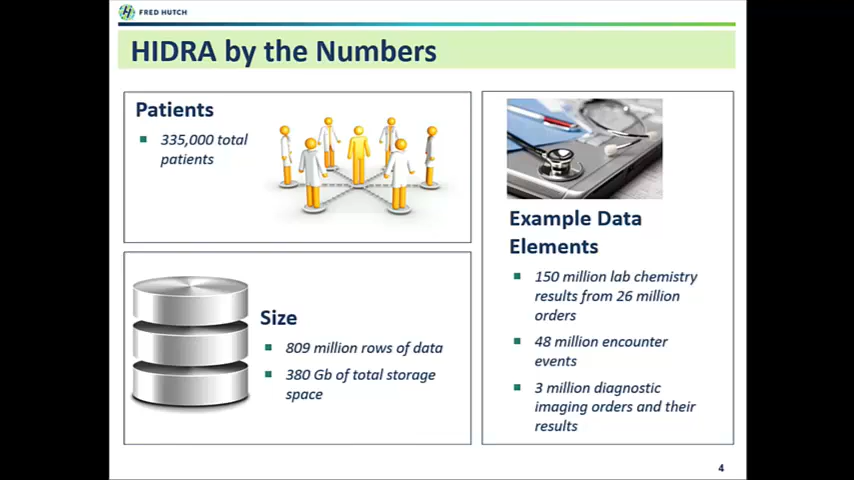 FRED HUTCH
HIDRA by the Numbers
Patients
335,000 total
patients
Size
809 million rows of data
380 Gb of total storage
space
Example Data
Elements
150 million lab chemistry
results from 26 million
orders
48 million encounter
events
3 million diagnostic
imaging orders and their
results
4